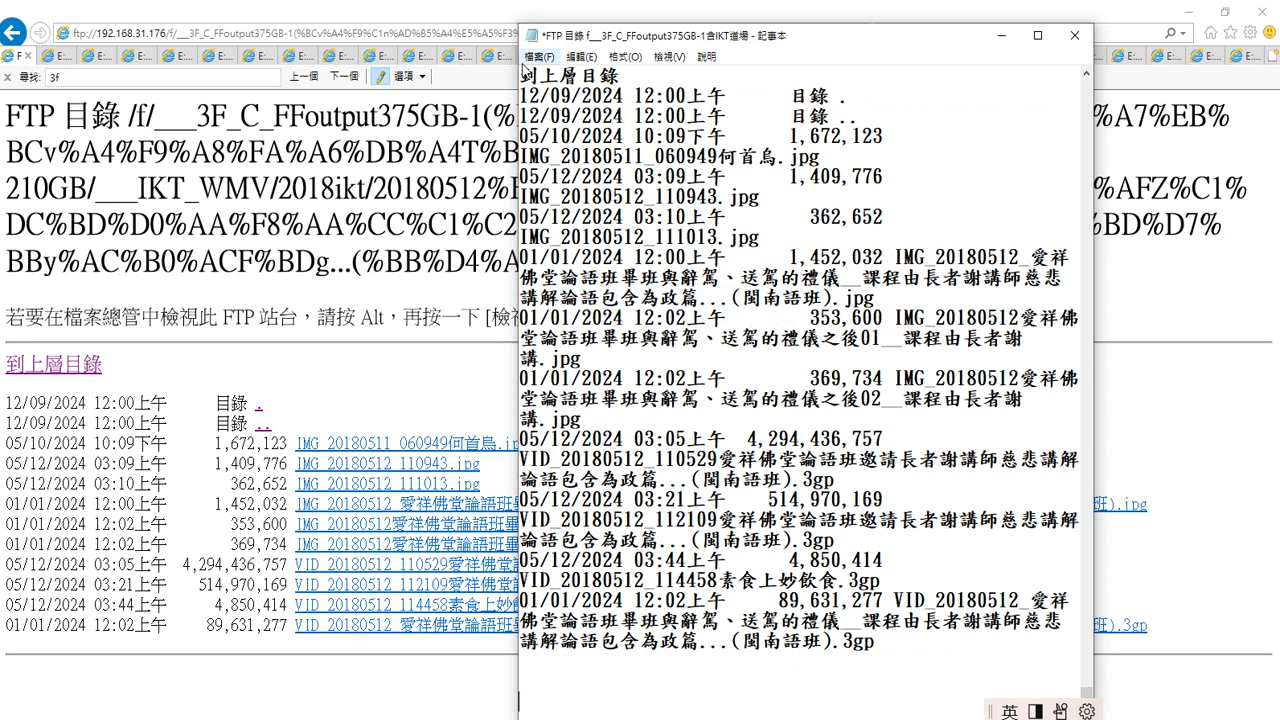 ftp://192.168.31.176/f/___3F_C_FFoutput375GB-1(%BCv%A4%F9%C1n%AD%B5%A4%E5%A5%F3%
尋找: 3f 上一個 下一個 選項
FTP 目錄 /f/___3F_C_FFoutput375GB-1(% %A7%EB%
BCv%A4%F9%A8%FA%A6%DB%A4T%B
210GB/___IKT_WMV/2018ikt/20180512% %AFZ%C1%
DC%BD%D0%AA%F8%AA%CC%C1%C2 %BD%D7%
BBy%AC%B0%ACF%BDg...(%BB%D4%A
若要在檔案總管中檢視此 FTP 站台，請按 Alt，再按一下 [檢視
到上層目錄
12/09/2024 12:00上午 目錄 .
12/09/2024 12:00上午 目錄 ..
05/10/2024 10:09下午 1,672,123 IMG_20180511_060949何首烏.jp
05/12/2024 03:09上午 1,409,776 IMG_20180512_110943.jpg
05/12/2024 03:10上午 362,652 IMG_20180512_111013.jpg
01/01/2024 12:00上午 1,452,032 IMG_20180512_愛祥佛堂論語班畢 班).jpg
01/01/2024 12:02上午 353,600 IMG_20180512愛祥佛堂論語班畢
01/01/2024 12:02上午 369,734 IMG_20180512愛祥佛堂論語班畢
05/12/2024 03:05上午 4,294,436,757 VID_20180512_110529愛祥佛堂
05/12/2024 03:21上午 514,970,169 VID_20180512_112109愛祥佛堂
05/12/2024 03:44上午 4,850,414 VID_20180512_114458素食上妙飲
01/01/2024 12:02上午 89,631,277 VID_20180512_愛祥佛堂論語班畢 班).3gp
*FTP 目錄 f___3F_C_FFoutput375GB-1含IKT道場 - 記事本
檔案(F) 編輯(E) 格式(O) 檢視(V) 說明
到上層目錄
12/09/2024 12:00上午 目錄 .
12/09/2024 12:00上午 目錄 ..
05/10/2024 10:09下午 1,672,123
IMG_20180511_060949何首烏.jpg
05/12/2024 03:09上午 1,409,776
IMG_20180512_110943.jpg
05/12/2024 03:10上午 362,652
IMG_20180512_111013.jpg
01/01/2024 12:00上午 1,452,032 IMG_20180512_愛祥
佛堂論語班畢班與辭駕、送駕的禮儀__課程由長者謝講師慈悲
講解論語包含為政篇...(閩南語班).jpg
01/01/2024 12:02上午 353,600 IMG_20180512愛祥佛
堂論語班畢班與辭駕、送駕的禮儀之後01__課程由長者謝
講.jpg
01/01/2024 12:02上午 369,734 IMG_20180512愛祥佛
堂論語班畢班與辭駕、送駕的禮儀之後02__課程由長者謝
講.jpg
05/12/2024 03:05上午 4,294,436,757
VID_20180512_110529愛祥佛堂論語班邀請長者謝講師慈悲講解
論語包含為政篇...(閩南語班).3gp
05/12/2024 03:21上午 514,970,169
VID_20180512_112109愛祥佛堂論語班邀請長者謝講師慈悲講解
論語包含為政篇...(閩南語班).3gp
05/12/2024 03:44上午 4,850,414
VID_20180512_114458素食上妙飲食.3gp
01/01/2024 12:02上午 89,631,277 VID_20180512_愛祥
佛堂論語班畢班與辭駕、送駕的禮儀__課程由長者謝講師慈悲
講解論語包含為政篇...(閩南語班).3gp
英